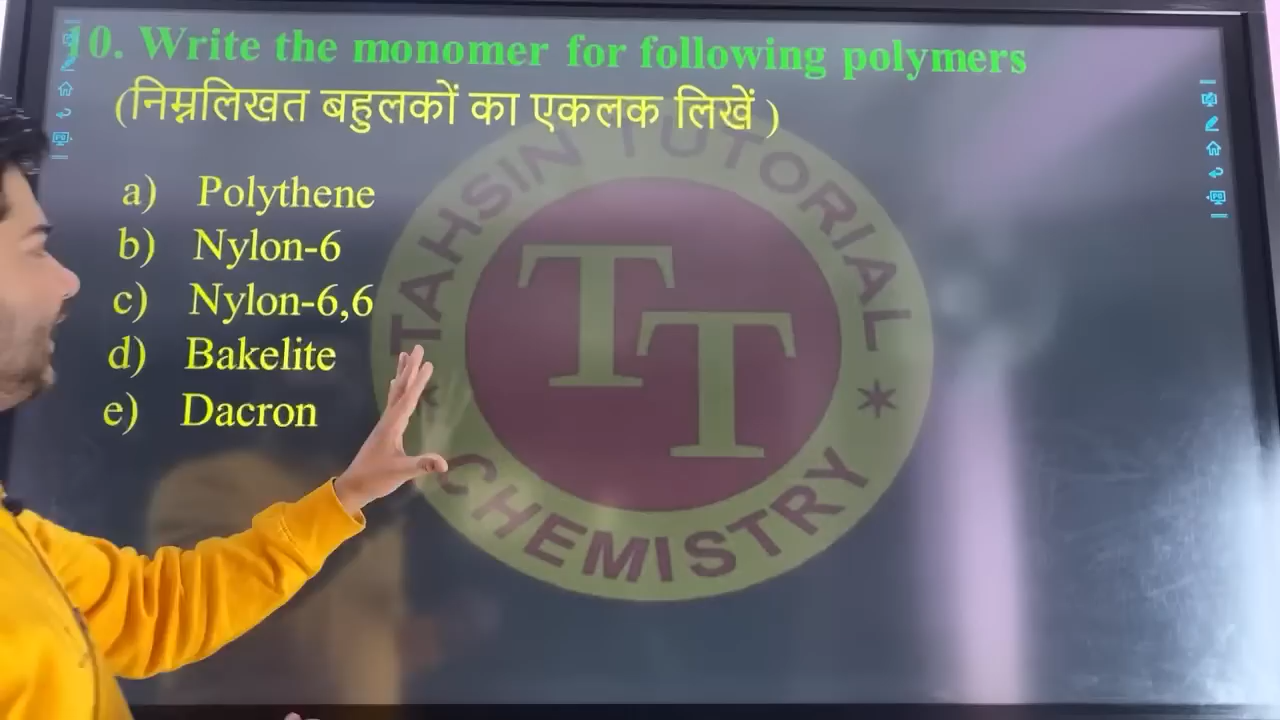 10. Write the monomer for following polymers
(निम्नलिखत बहुलकों का एकलक लिखें )
a) Polythene
b) Nylon-6
c) Nylon-6,6
d) Bakelite
e) Dacron
TAHSIN TUTORIAL
TT
CHEMISTRY